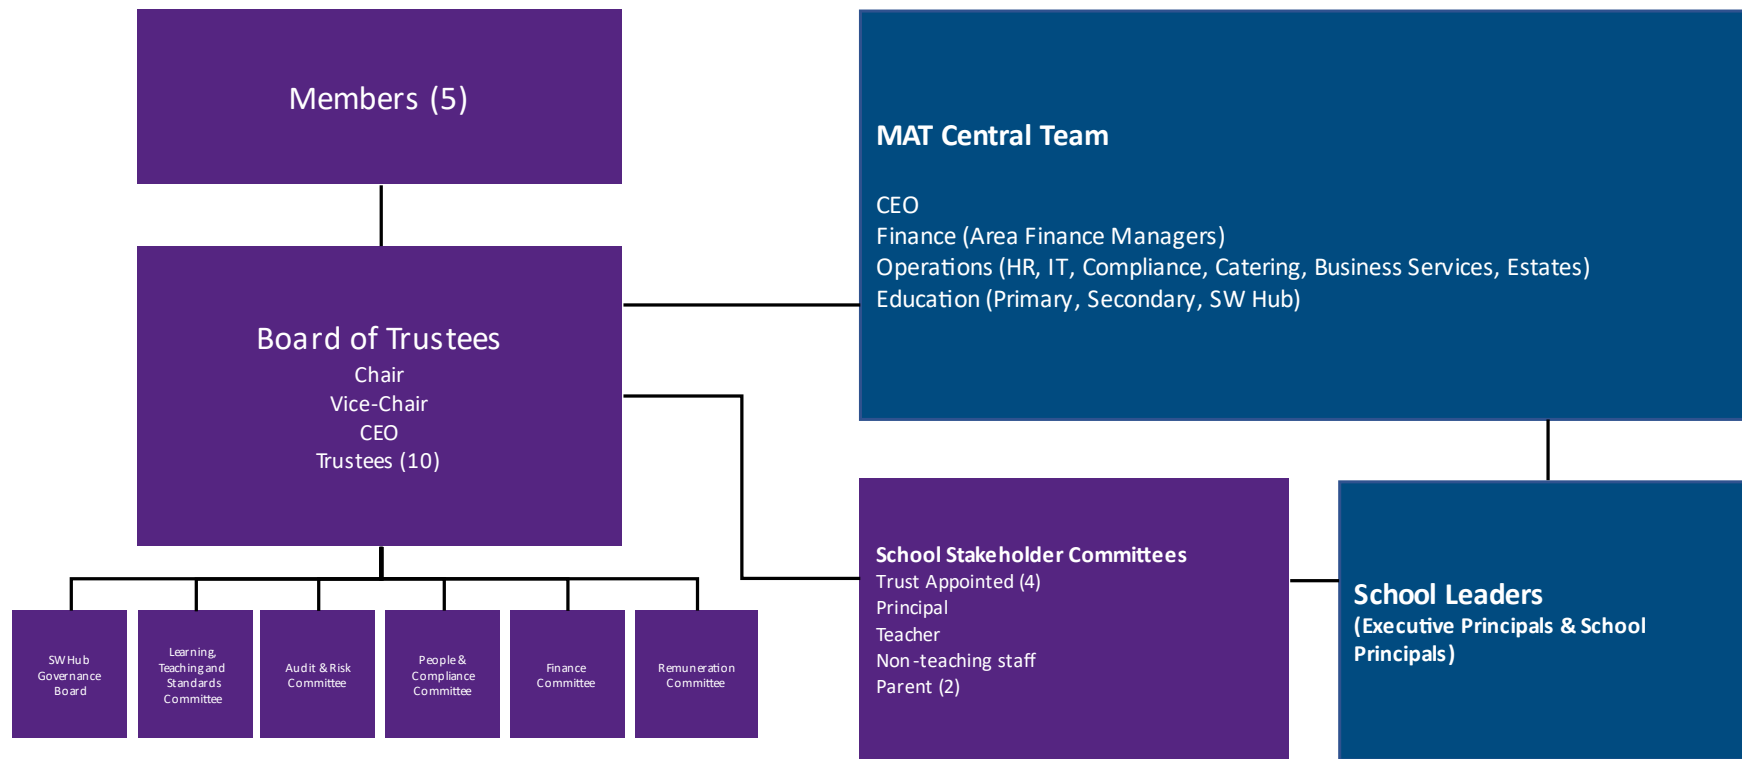 Members (5)
MAT Central Team
CEO
Finance (Area Finance Managers)
Operations (HR, IT, Compliance, Catering, Business Services, Estates)
Education (Primary, Secondary, SW Hub)
Board of Trustees
Chair
Vice-Chair
CEO
Trustees (10)
School Stakeholder Committees
Trust Appointed (4)
Principal
Teacher
Non-teaching staff
Parent (2)
School Leaders
(Executive Principals & School
Principals)
SW Hub
Governance
Board
Learning,
Teaching and
Standards
Committee
Audit & Risk
Committee
People &
Compliance
Committee
Finance
Committee
Remuneration
Committee